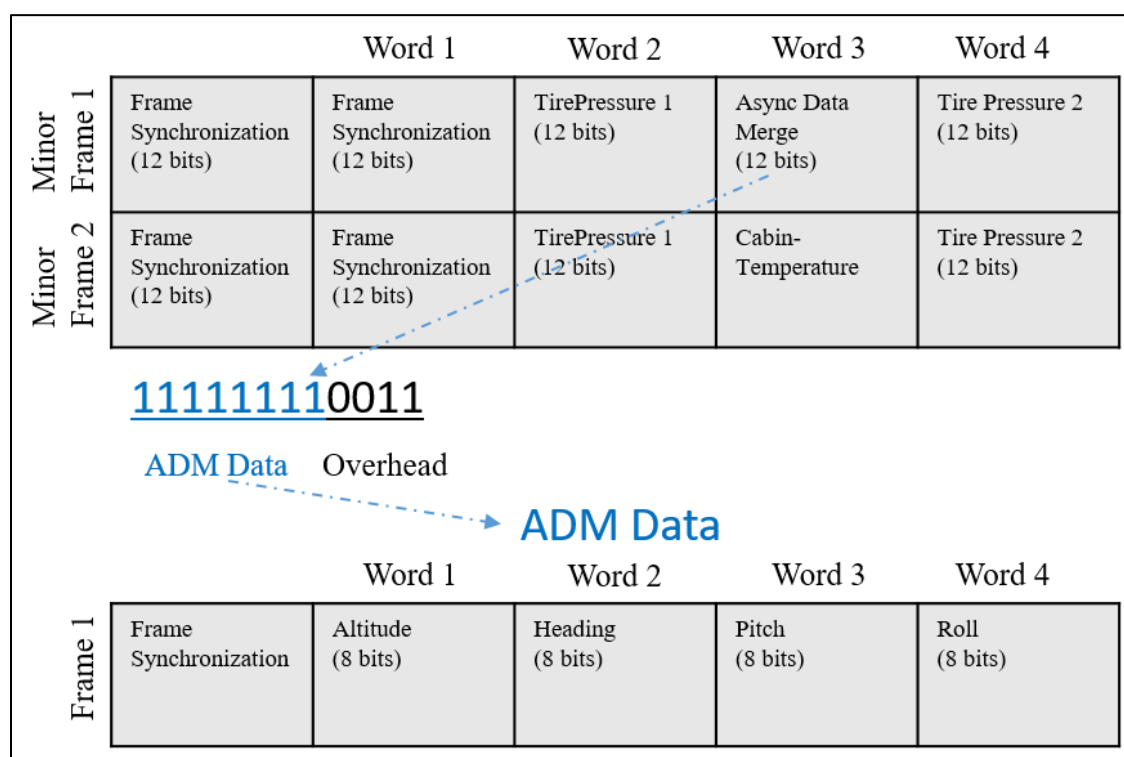 Word 1 Word 2 Word 3 Word 4
Minor
Frame 1
Frame
Synchronization
(12 bits)
Frame
Synchronization
(12 bits)
TirePressure 1
(12 bits)
Async Data
Merge
(12 bits)
Tire Pressure 2
(12 bits)
Minor
Frame 2
Frame
Synchronization
(12 bits)
Frame
Synchronization
(12 bits)
TirePressure 1
(12 bits)
Cabin-
Temperature
Tire Pressure 2
(12 bits)
111111110011
ADM Data Overhead
ADM Data
Word 1 Word 2 Word 3 Word 4
Frame 1
Frame
Synchronization
Altitude
(8 bits)
Heading
(8 bits)
Pitch
(8 bits)
Roll
(8 bits)